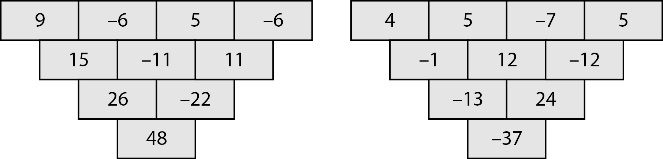 9 –6 5 –6 4 5 –7 5
15 –11 11 –1 12 –12
26 –22 –13 24
48 –37